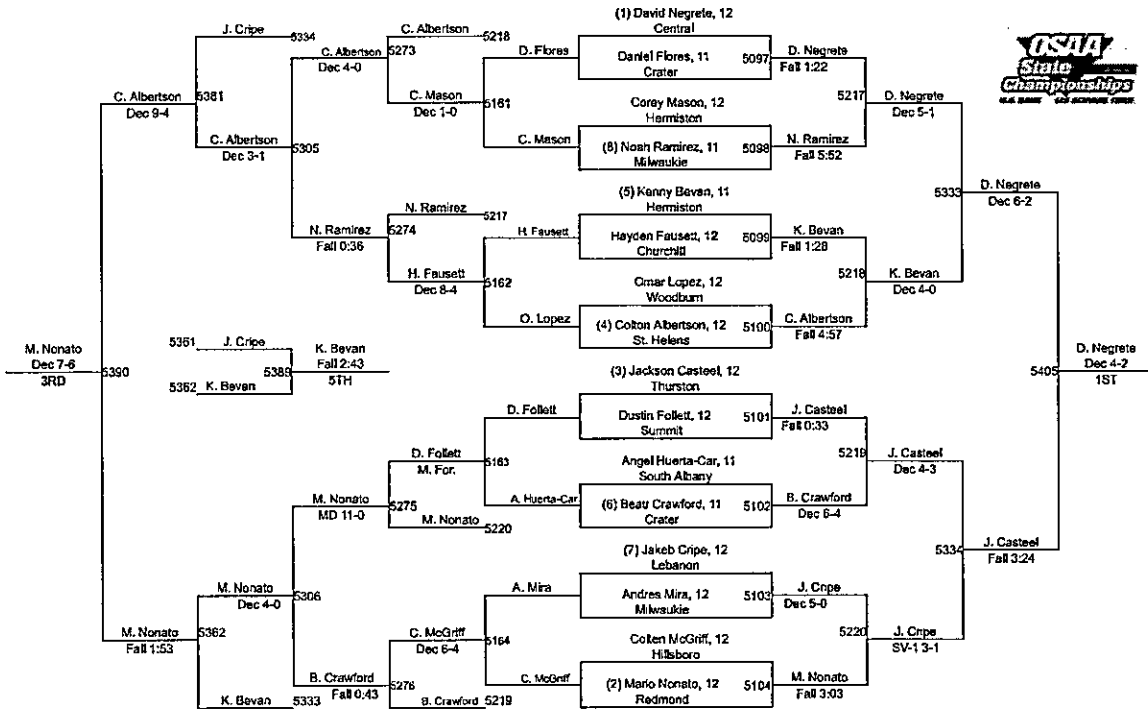 (1) David Negrete, 12
Central
Daniel Flores, 11
Crater
5097
Corey Mason, 12
Hermiston
(8) Noah Ramirez, 11
Milwaukie
5098
(5) Kenny Bevan, 11
Hermiston
Hayden Fausett, 12
Churchill
5099
Omar Lopez, 12
Woodburn
(4) Colton Albertson, 12
St. Helens
5100
(3) Jackson Casteel, 12
Thurston
Dustin Follett, 12
Summit
5101
Angel Huerta-Car, 11
South Albany
(6) Beau Crawford, 11
Crater
5102
(7) Jakeb Cripe, 12
Lebanon
Andres Mira, 12
Milwaukie
5103
Colten McGriff, 12
Hillsboro
(2) Mario Nonato, 12
Redmond
5104
D. Negrete
Fall 1:22
N. Ramirez
Fall 5:52
5217
K. Bevan
Fall 1:28
C. Albertson
Fall 4:57
5218
J. Casteel
Fall 0:33
B. Crawford
Dec 6-4
5219
J. Cripe
Dec 5-0
M. Nonato
Fall 3:03
5220
D. Negrete
Dec 5-1
K. Bevan
Dec 4-0
5333
J. Casteel
Dec 4-3
J. Cripe
SV-1 3-1
5334
D. Negrete
Dec 6-2
J. Casteel
Fall 3:24
5405
D. Negrete
Dec 4-2
1ST
D. Flores
C. Mason
5161
H. Fausett
O. Lopez
5162
D. Follett
A. Huerta-Car
5163
A. Mira
C. McGriff
5164
C. Albertson
5218
C. Mason
Dec 1-0
5273
N. Ramirez
5217
H. Fausett
Dec 8-4
5274
D. Follett
M. For.
M. Nonato
5220
5275
C. McGriff
Dec 6-4
B. Crawford
5219
5276
C. Albertson
Dec 4-0
N. Ramirez
Fall 0:36
5305
M. Nonato
MD 11-0
B. Crawford
Fall 0:43
5306
J. Cripe
5334
C. Albertson
Dec 3-1
5361
M. Nonato
Dec 4-0
K. Bevan
5333
5362
C. Albertson
Dec 9-4
M. Nonato
Fall 1:53
5390
M. Nonato
Dec 7-6
3RD
5361
J. Cripe
5362
K. Bevan
5389
K. Bevan
Fall 2:43
5TH
OSAA
State
Championships